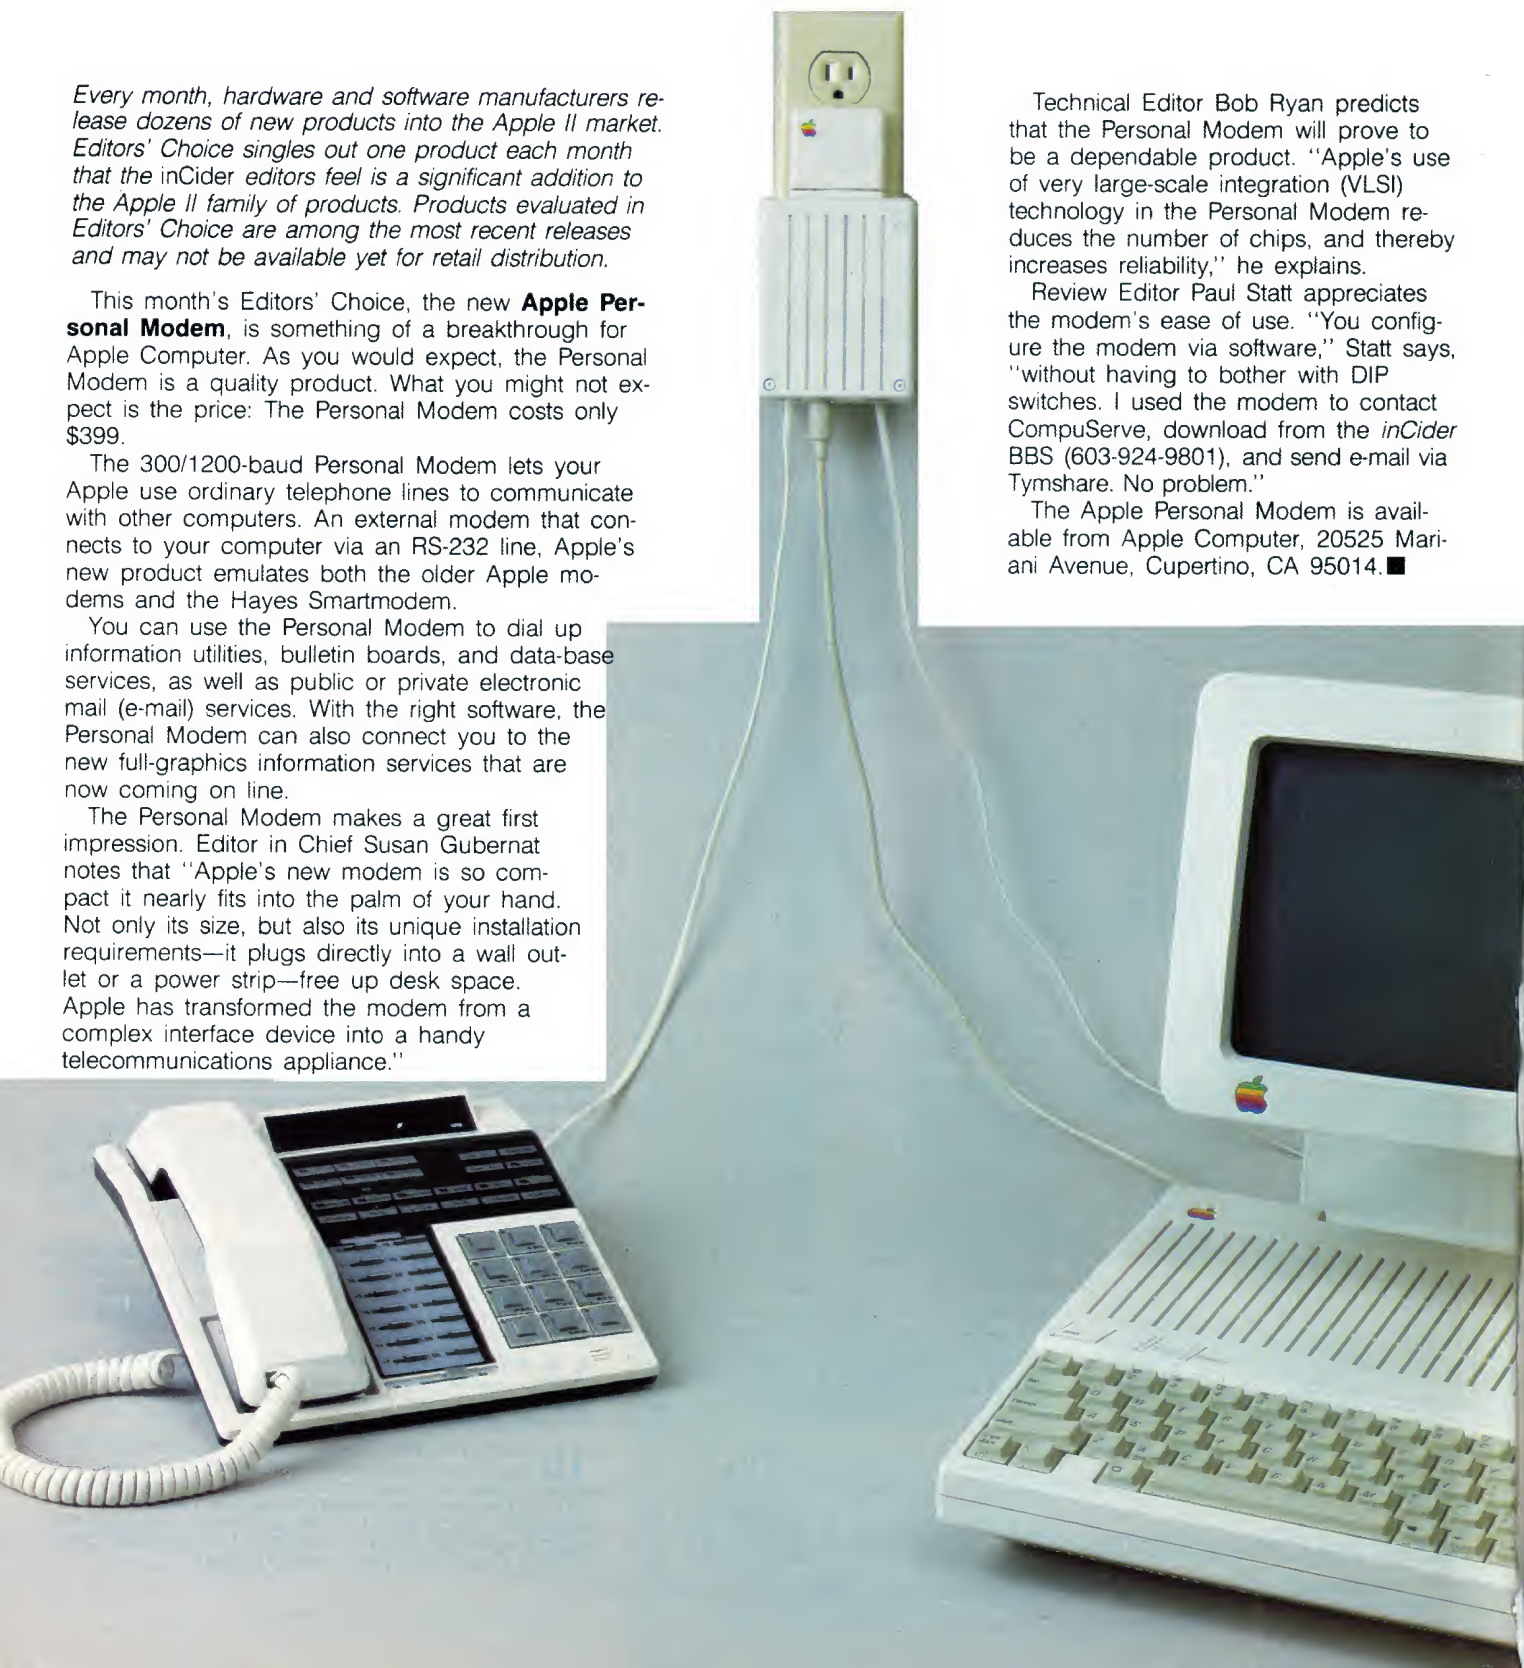 Every month, hardware and software manufacturers re-
lease dozens of new products into the Apple II market.
Editors' Choice singles out one product each month
that the inCider editors feel is a significant addition to
the Apple II family of products. Products evaluated in
Editors' Choice are among the most recent releases
and may not be available yet for retail distribution.
This month's Editors' Choice, the new Apple Per-
sonal Modem, is something of a breakthrough for
Apple Computer. As you would expect, the Personal
Modem is a quality product. What you might not ex-
pect is the price: The Personal Modem costs only
$399.
The 300/1200-baud Personal Modem lets your
Apple use ordinary telephone lines to communicate
with other computers. An external modem that con-
nects to your computer via an RS-232 line, Apple's
new product emulates both the older Apple mo-
dems and the Hayes Smartmodem.
You can use the Personal Modem to dial up
information utilities, bulletin boards, and data-base
services, as well as public or private electronic
mail (e-mail) services. With the right software, the
Personal Modem can also connect you to the
new full-graphics information services that are
now coming on line.
The Personal Modem makes a great first
impression. Editor in Chief Susan Gubernat
notes that ''Apple's new modem is so com-
pact it nearly fits into the palm of your hand.
Not only its size, but also its unique installation
requirements—it plugs directly into a wall out-
let or a power strip—free up desk space.
Apple has transformed the modem from a
complex interface device into a handy
telecommunications appliance.''
Technical Editor Bob Ryan predicts
that the Personal Modem will prove to
be a dependable product. ''Apple's use
of very large-scale integration (VLSI)
technology in the Personal Modem re-
duces the number of chips, and thereby
increases reliability,'' he explains.
Review Editor Paul Statt appreciates
the modem's ease of use. ''You config-
ure the modem via software,'' Statt says,
''without having to bother with DIP
switches. I used the modem to contact
CompuServe, download from the inCider
BBS (603-924-9801), and send e-mail via
Tymshare. No problem.''
The Apple Personal Modem is avail-
able from Apple Computer, 20525 Mari-
ani Avenue, Cupertino, CA 95014.■